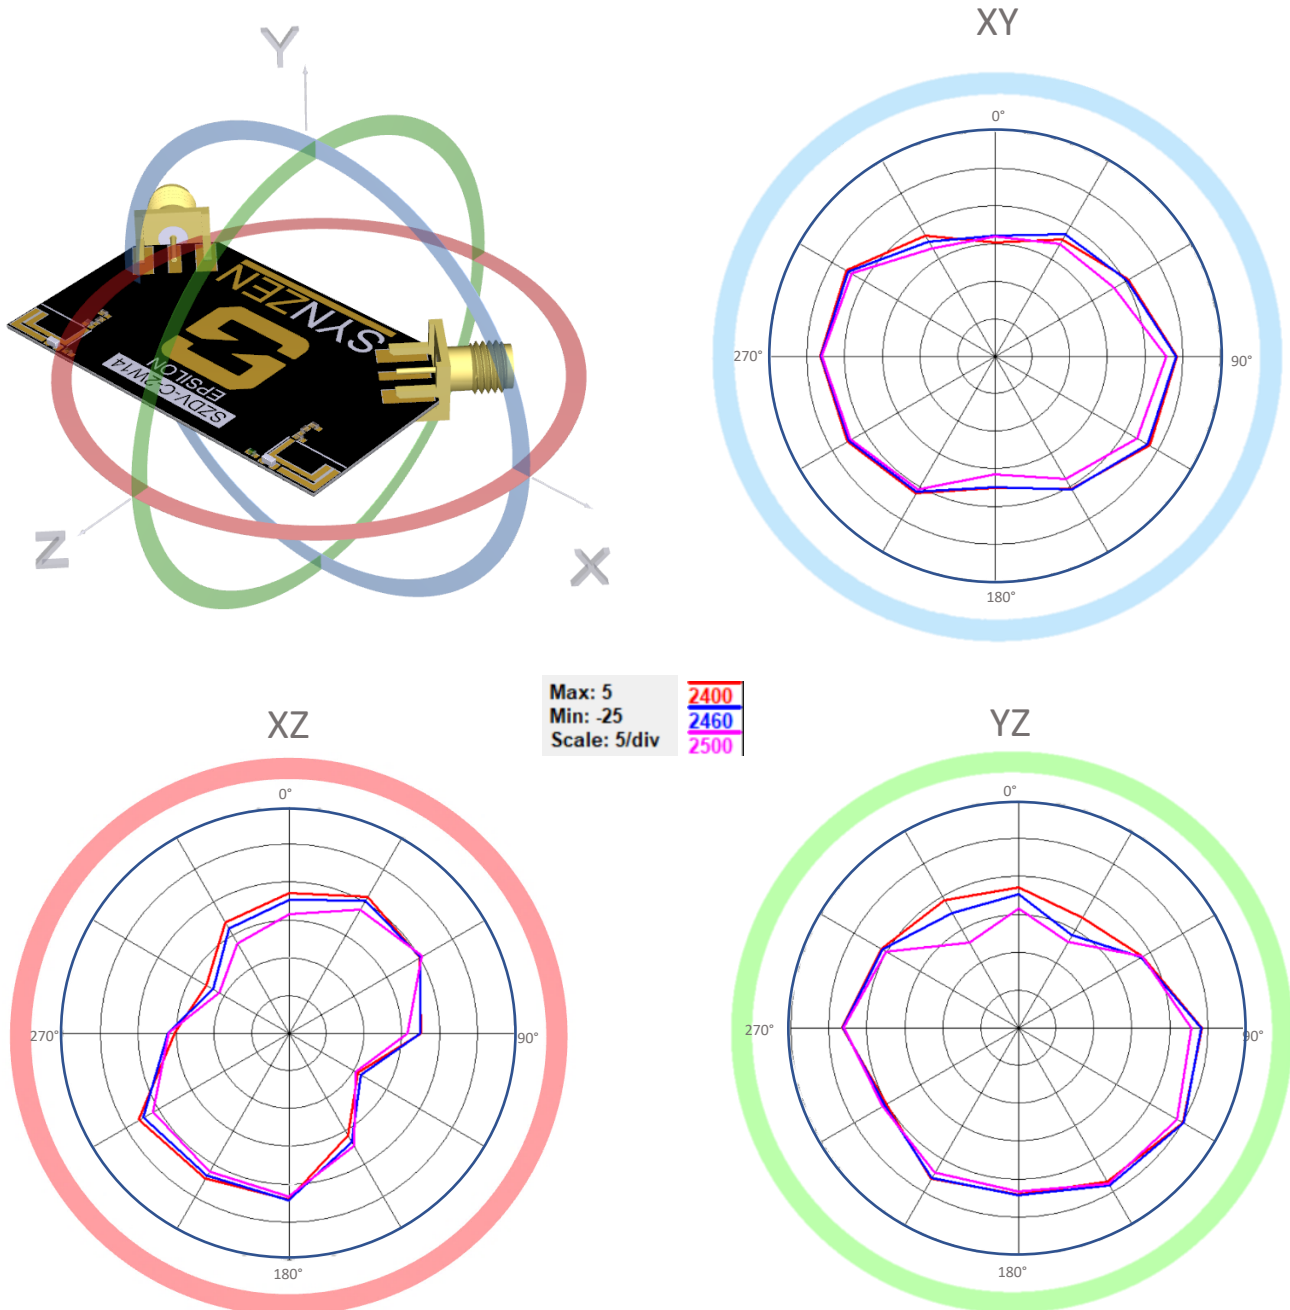 Y
XY
SYNZEN
SZDV-C-2W14
EPSILON
Z
X
0°
90°
180°
270°
Max: 5
Min: -25
Scale: 5/div
2400
2460
2500
XZ
0°
90°
180°
270°
YZ
0°
90°
180°
270°